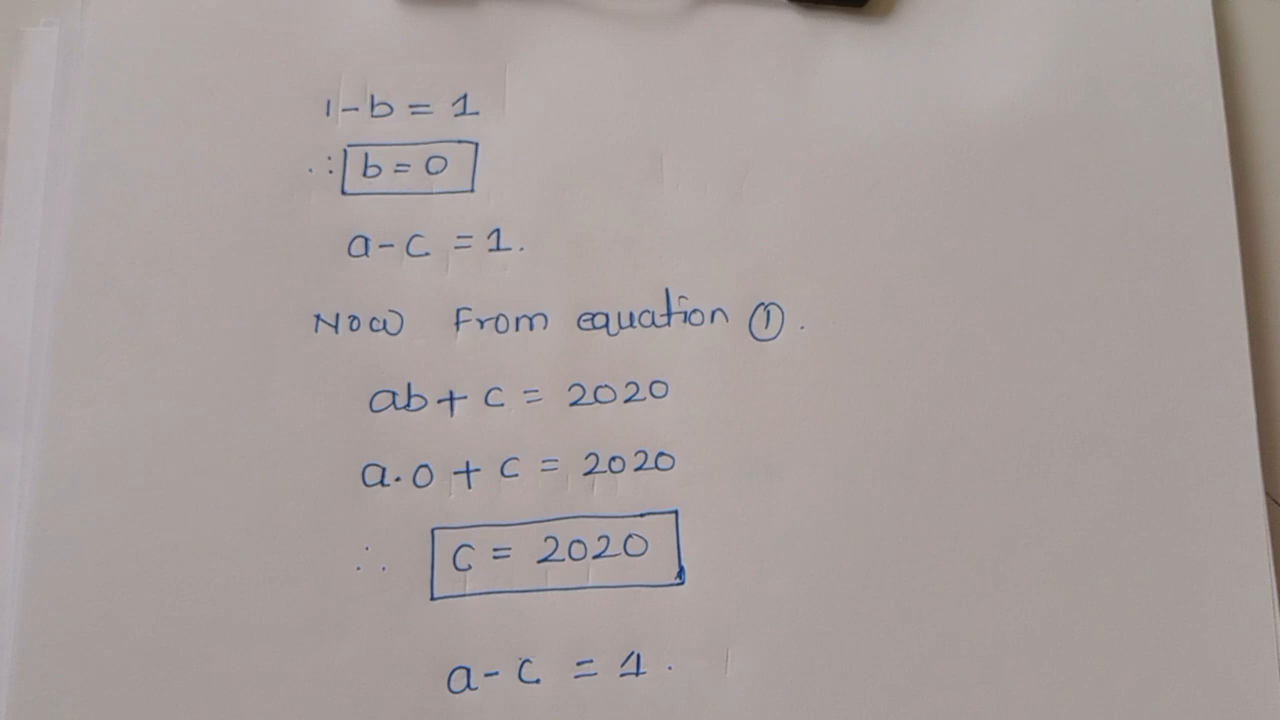 1-b = 1
∴ b = 0
a-c = 1.
Now From equation ①.
ab + c = 2020
a.0 + c = 2020
∴ c = 2020
a-c = 1.